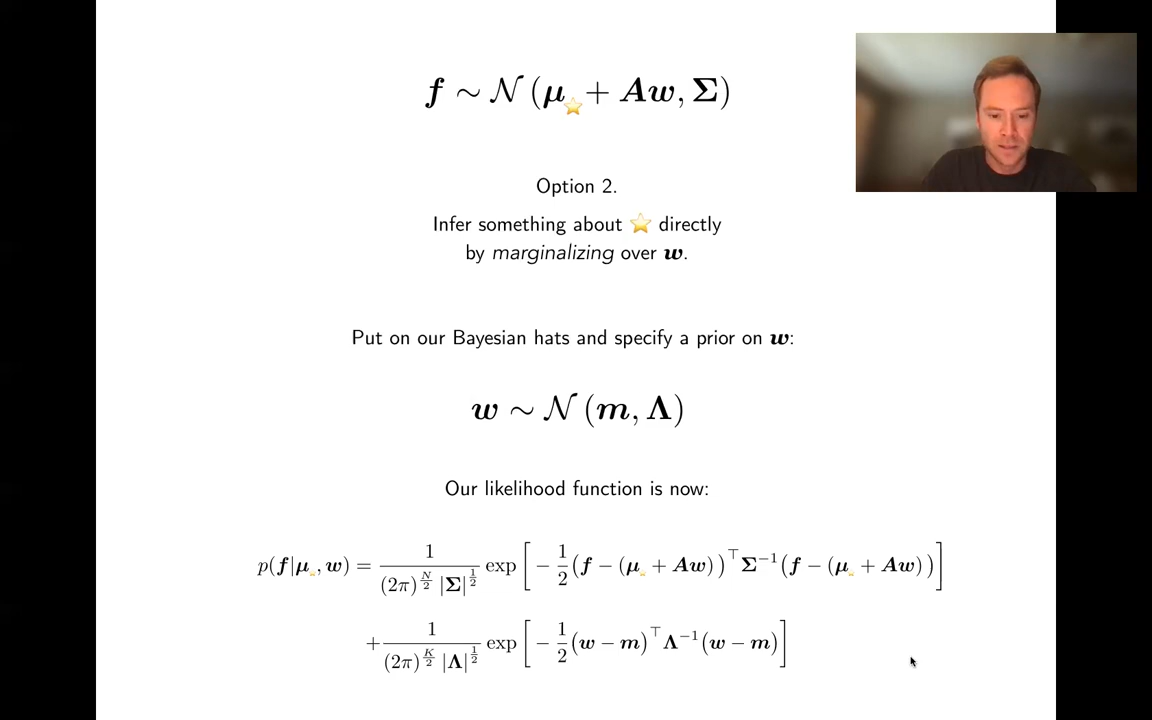 f ∼ 𝒩 (μ⭐ + Aw, Σ)
Option 2.
Infer something about ⭐ directly
by marginalizing over w.
Put on our Bayesian hats and specify a prior on w:
w ∼ 𝒩 (m, Λ)
Our likelihood function is now:
p(f|μ⭐, w) = 1 / ((2π)^(N/2) |Σ|^(1/2)) exp[ − 1/2 (f − (μ⭐ + Aw))^⊤ Σ^−1 (f − (μ⭐ + Aw)) ]
+ 1 / ((2π)^(K/2) |Λ|^(1/2)) exp[ − 1/2 (w − m)^⊤ Λ^−1 (w − m) ]